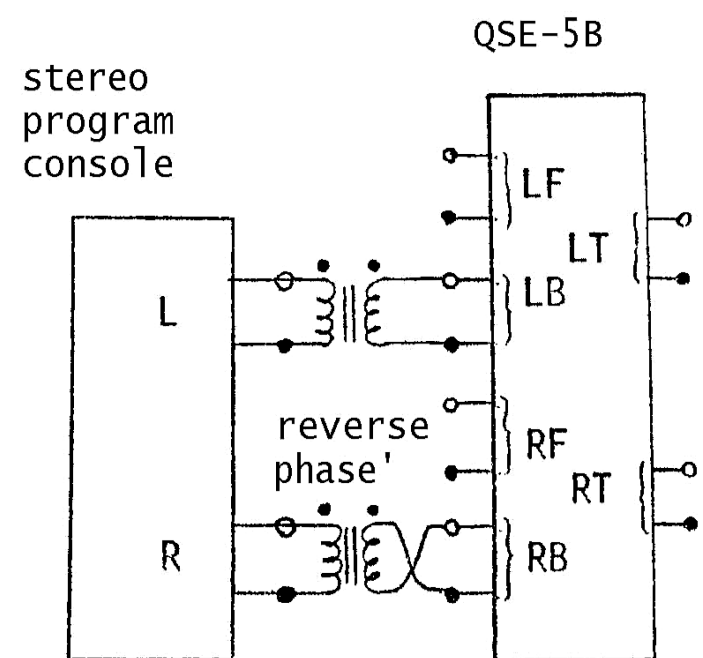 QSE-5B
stereo
program
console
LF
LT
L
LB
reverse
phase'
RF
RT
R
RB